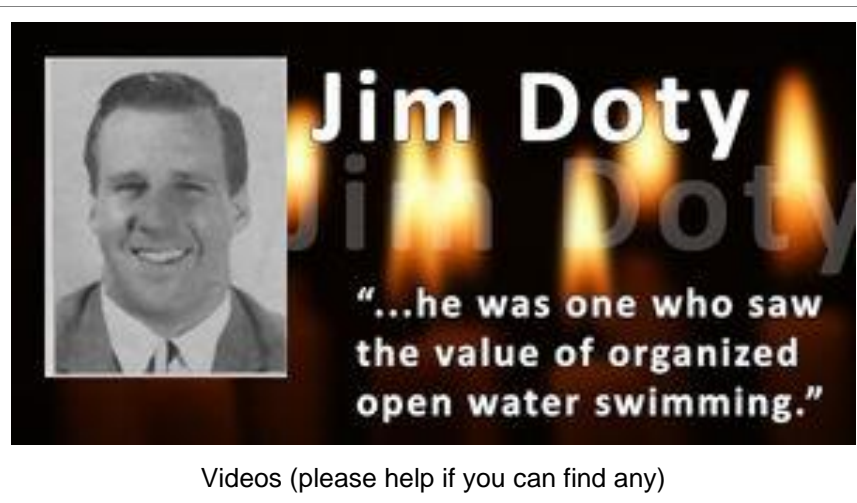 Jim Doty
Jim Doty
“...he was one who saw
the value of organized
open water swimming.”
Videos (please help if you can find any)